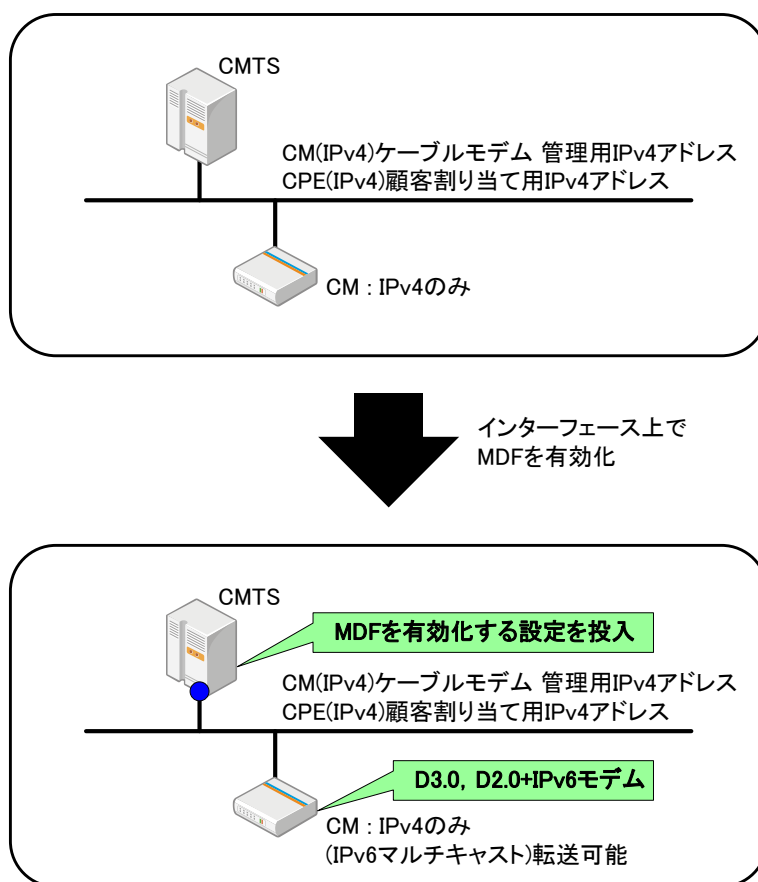 CMTS
CM(IPv4)ケーブルモデム 管理用IPv4アドレス
CPE(IPv4)顧客割り当て用IPv4アドレス
CM : IPv4のみ
インターフェース上で
MDFを有効化
CMTS
MDFを有効化する設定を投入
CM(IPv4)ケーブルモデム 管理用IPv4アドレス
CPE(IPv4)顧客割り当て用IPv4アドレス
D3.0, D2.0+IPv6モデム
CM : IPv4のみ
(IPv6マルチキャスト)転送可能